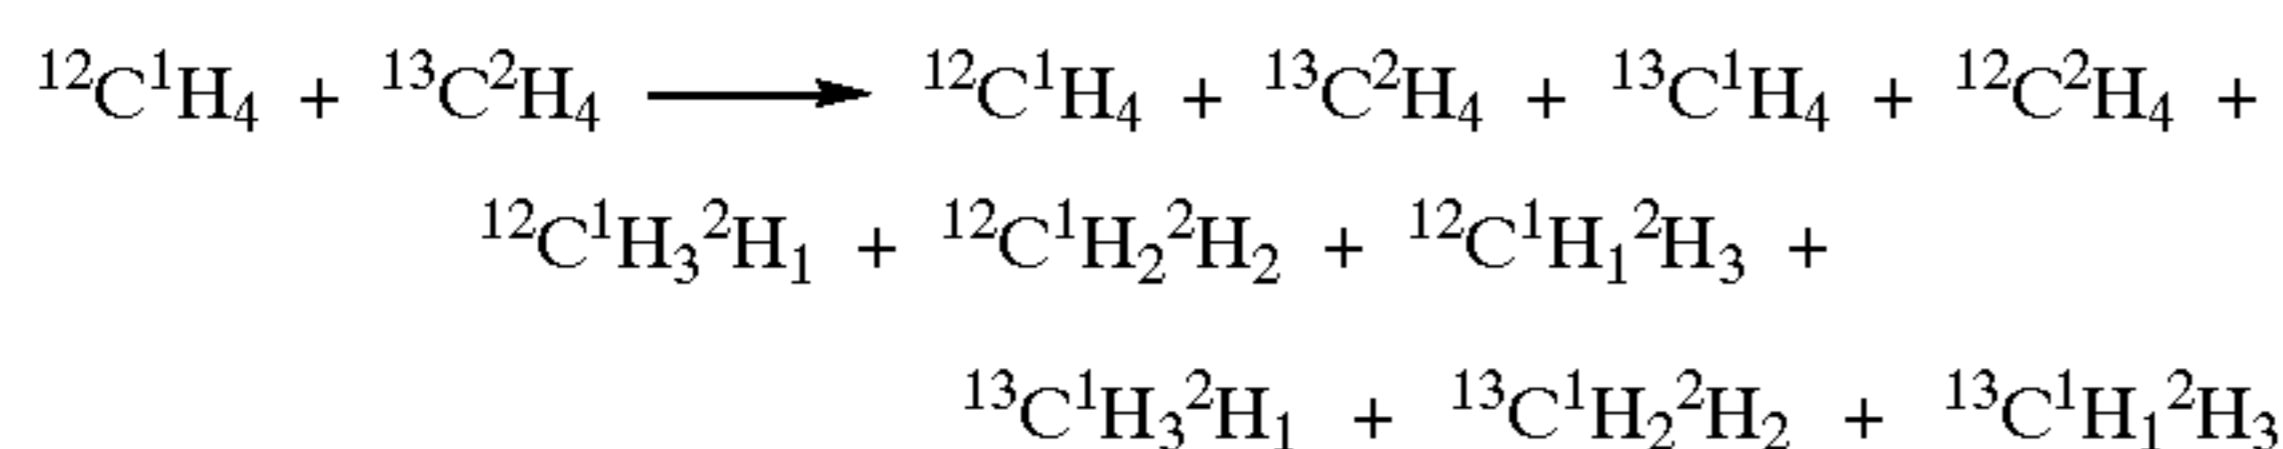 ¹²C¹H₄ + ¹³C²H₄ ⟶ ¹²C¹H₄ + ¹³C²H₄ + ¹³C¹H₄ + ¹²C²H₄ +
¹²C¹H₃²H₁ + ¹²C¹H₂²H₂ + ¹²C¹H₁²H₃ +
¹³C¹H₃²H₁ + ¹³C¹H₂²H₂ + ¹³C¹H₁²H₃